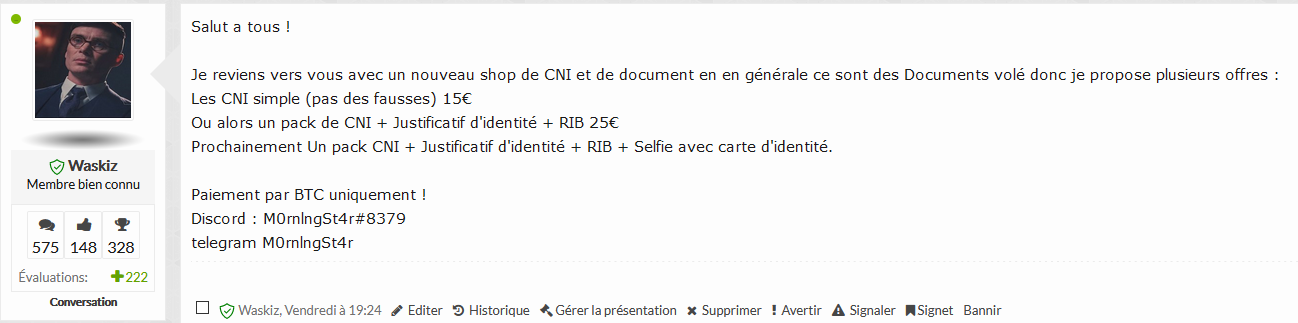 Salut a tous !
Je reviens vers vous avec un nouveau shop de CNI et de document en en générale ce sont des Documents volé donc je propose plusieurs offres :
Les CNI simple (pas des fausses) 15€
Ou alors un pack de CNI + Justificatif d'identité + RIB 25€
Prochainement Un pack CNI + Justificatif d'identité + RIB + Selfie avec carte d'identité.
Paiement par BTC uniquement !
Discord : M0rnlngSt4r#8379
telegram M0rnlngSt4r
Waskiz
Membre bien connu
575 148 328
Évaluations: +222
Conversation
Waskiz, Vendredi à 19:24 Editer Historique Gérer la présentation Supprimer Avertir Signaler Signet Bannir